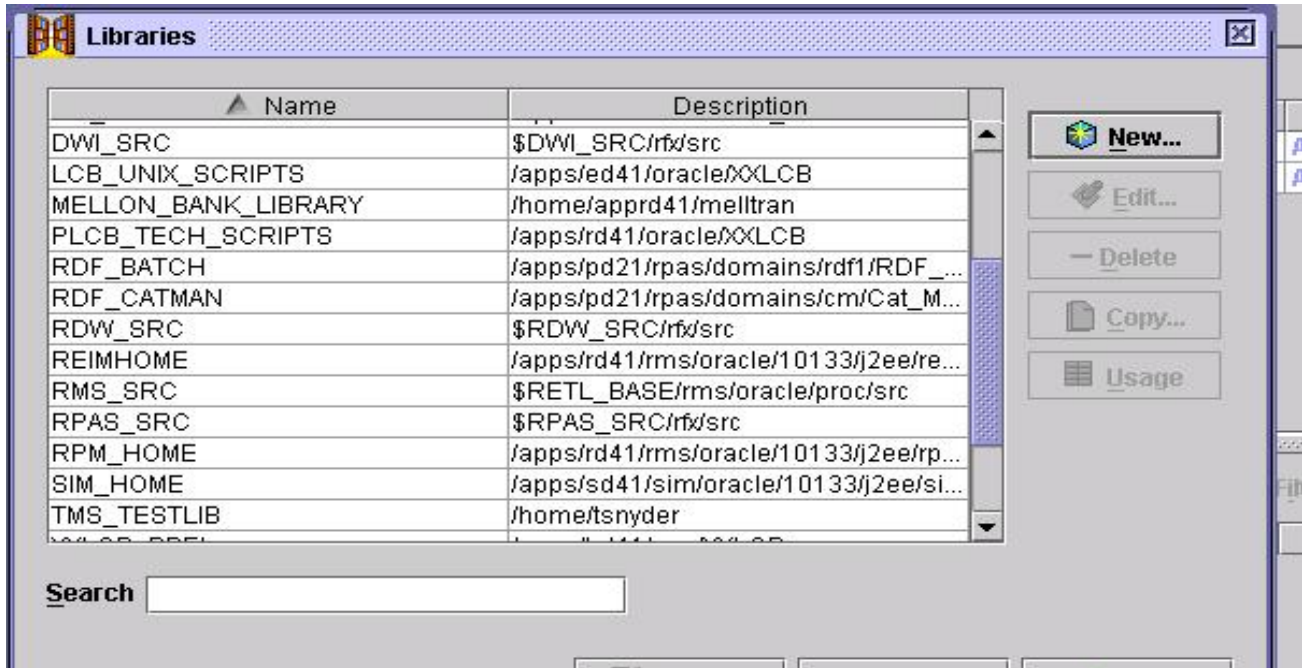 Libraries
Name Description
DWI_SRC $DWI_SRC/rfx/src
LCB_UNIX_SCRIPTS /apps/ed41/oracle/XXLCB
MELLON_BANK_LIBRARY /home/apprd41/melltran
PLCB_TECH_SCRIPTS /apps/rd41/oracle/XXLCB
RDF_BATCH /apps/pd21/rpas/domains/rdf1/RDF_...
RDF_CATMAN /apps/pd21/rpas/domains/cm/Cat_M...
RDW_SRC $RDW_SRC/rfx/src
REIMHOME /apps/rd41/rms/oracle/10133/j2ee/re...
RMS_SRC $RETL_BASE/rms/oracle/proc/src
RPAS_SRC $RPAS_SRC/rfx/src
RPM_HOME /apps/rd41/rms/oracle/10133/j2ee/rp...
SIM_HOME /apps/sd41/sim/oracle/10133/j2ee/si...
TMS_TESTLIB /home/tsnyder
New...
Edit...
Delete
Copy...
Usage
Search